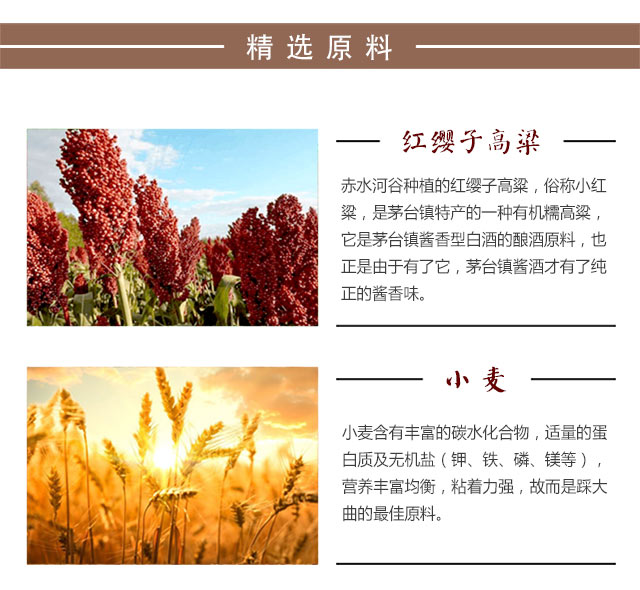 精选原料
红缨子高粱
赤水河谷种植的红缨子高粱，俗称小红
粱，是茅台镇特产的一种有机糯高粱，
它是茅台镇酱香型白酒的酿酒原料，也
正是由于有了它，茅台镇酱酒才有了纯
正的酱香味。
小麦
小麦含有丰富的碳水化合物，适量的蛋
白质及无机盐（钾、铁、磷、镁等），
营养丰富均衡，粘着力强，故而是踩大
曲的最佳原料。